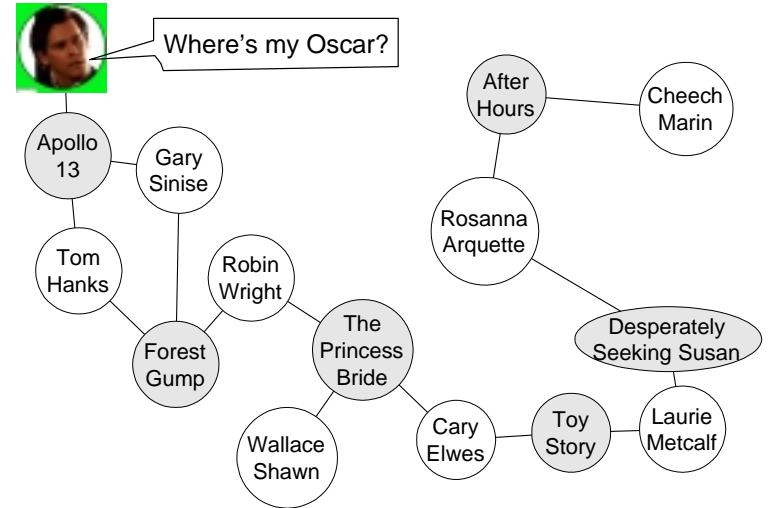 Where's my Oscar?
After
Hours
Cheech
Marin
Apollo
13
Gary
Sinise
Rosanna
Arquette
Tom
Hanks
Robin
Wright
The
Princess
Bride
Desperately
Seeking Susan
Forest
Gump
Wallace
Shawn
Cary
Elwes
Toy
Story
Laurie
Metcalf